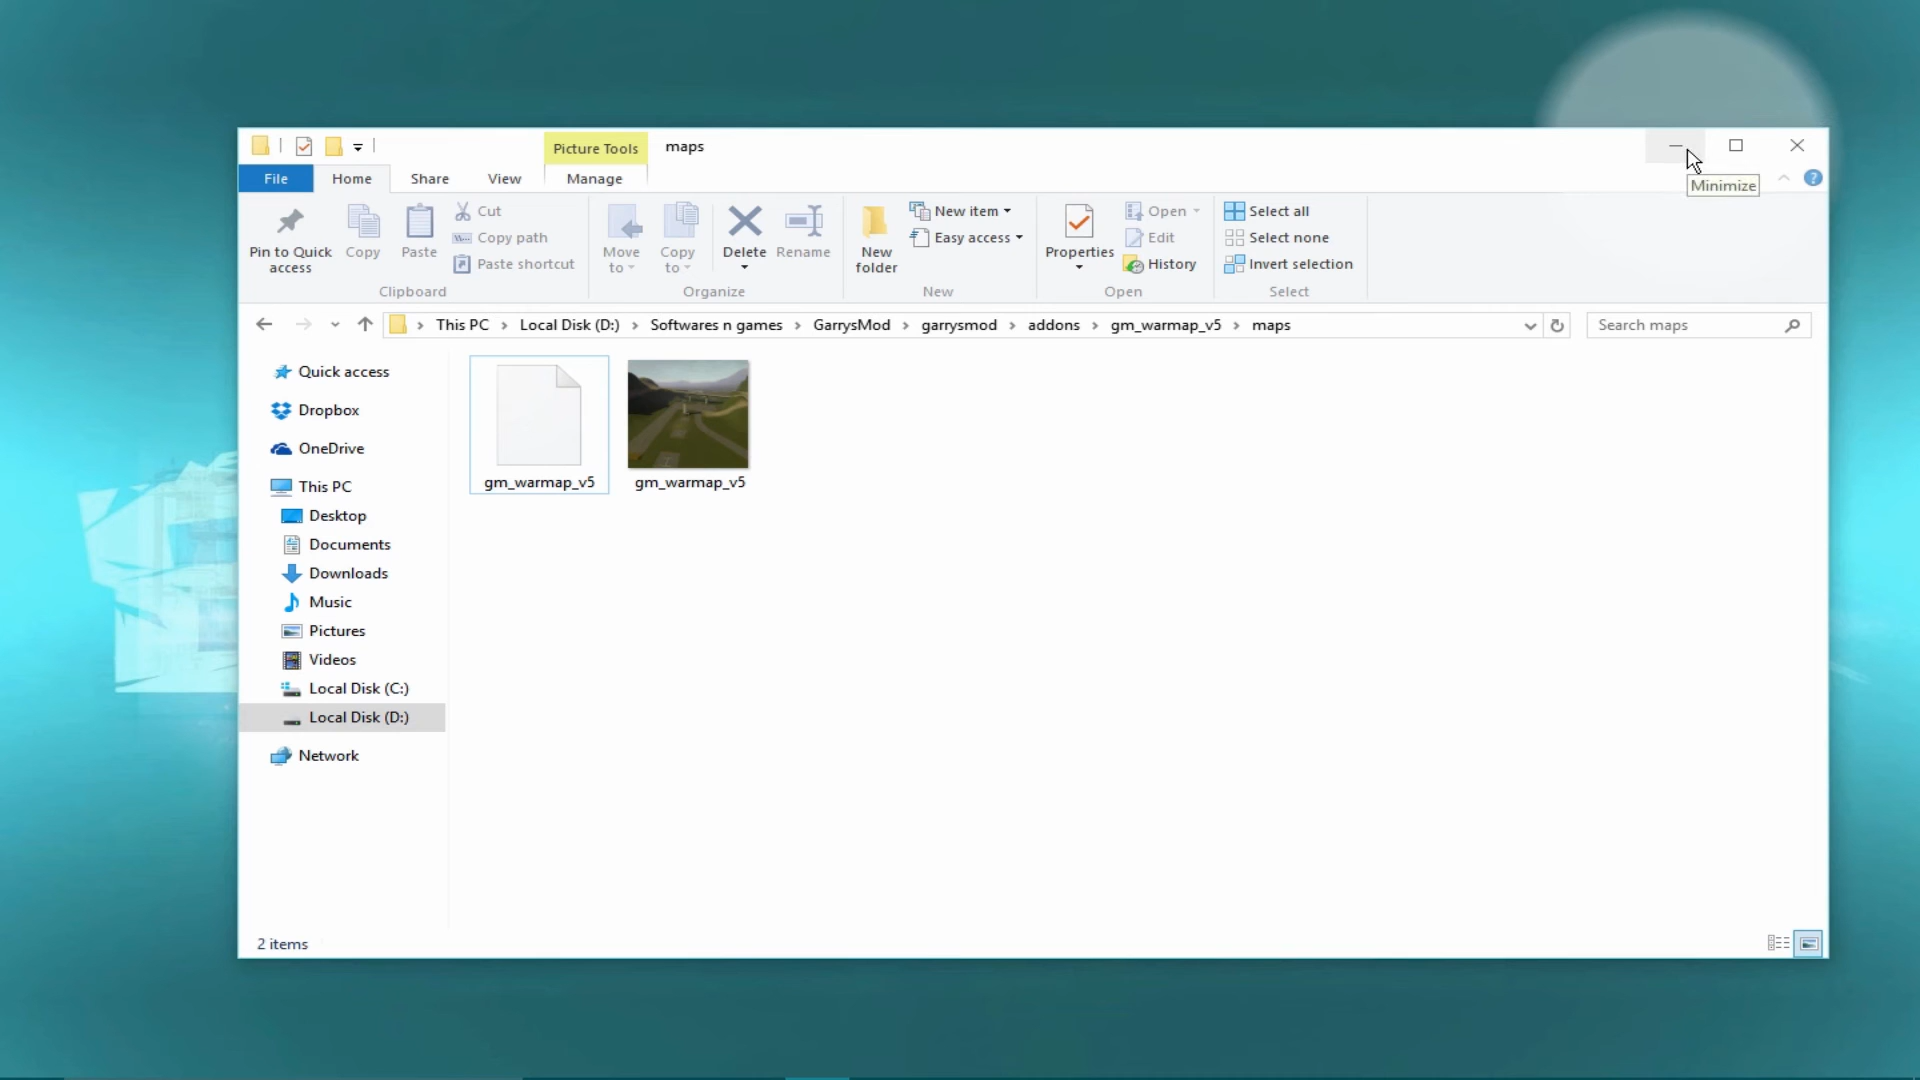 Picture Tools
maps
Minimize
File
Home
Share
View
Manage
Pin to Quick
access
Copy
Paste
Cut
Copy path
Paste shortcut
Clipboard
Move
to
Copy
to
Delete
Rename
Organize
New
folder
New item
Easy access
New
Properties
Open
Edit
History
Open
Select all
Select none
Invert selection
Select
This PC
Local Disk (D:)
Softwares n games
GarrysMod
garrysmod
addons
gm_warmap_v5
maps
Search maps
Quick access
Dropbox
OneDrive
This PC
Desktop
Documents
Downloads
Music
Pictures
Videos
Local Disk (C:)
Local Disk (D:)
Network
gm_warmap_v5
gm_warmap_v5
2 items